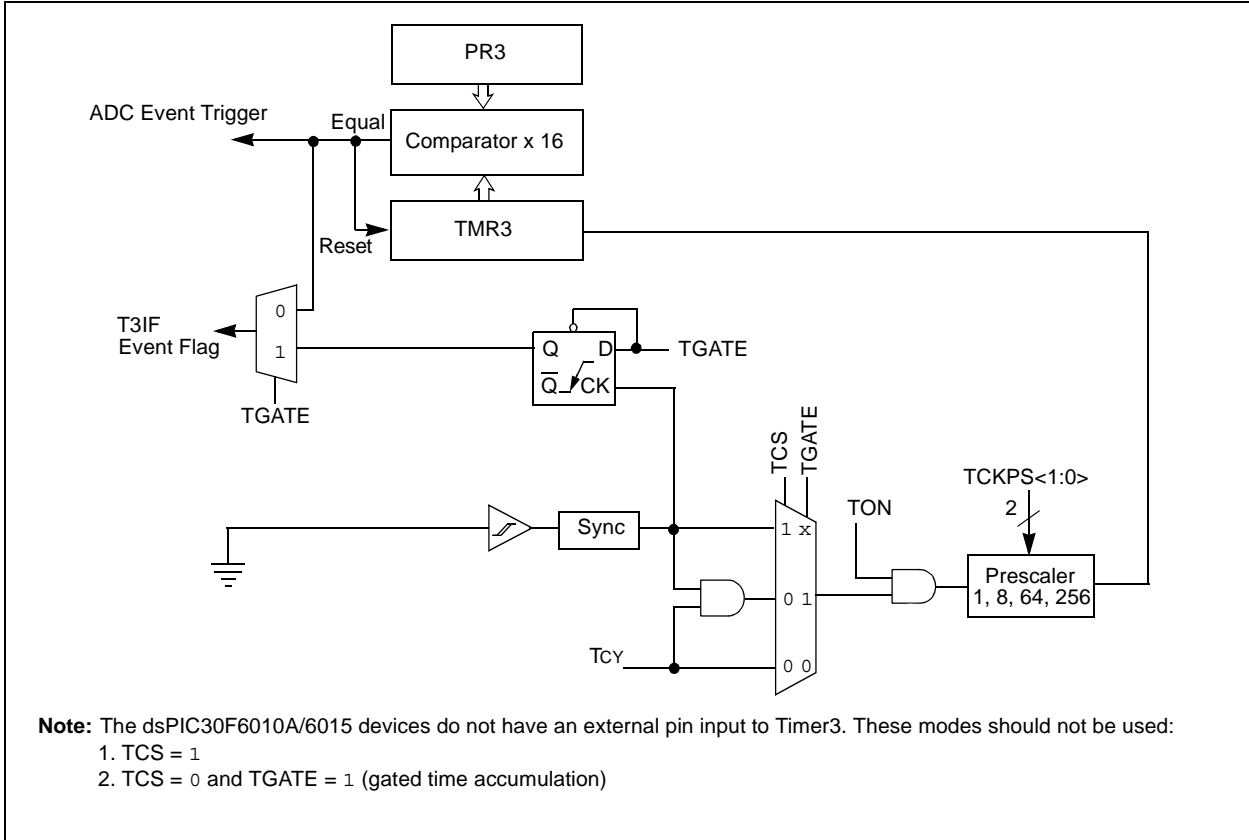 PR3
ADC Event Trigger
Equal
Comparator x 16
Reset
TMR3
0
T3IF
Event Flag
1
Q
D
TGATE
Q
CK
TGATE
TCS
TGATE
TCKPS<1:0>
2
TON
Sync
1 x
Prescaler
1, 8, 64, 256
0 1
TCY
0 0
Note: The dsPIC30F6010A/6015 devices do not have an external pin input to Timer3. These modes should not be used:
1. TCS = 1
2. TCS = 0 and TGATE = 1 (gated time accumulation)